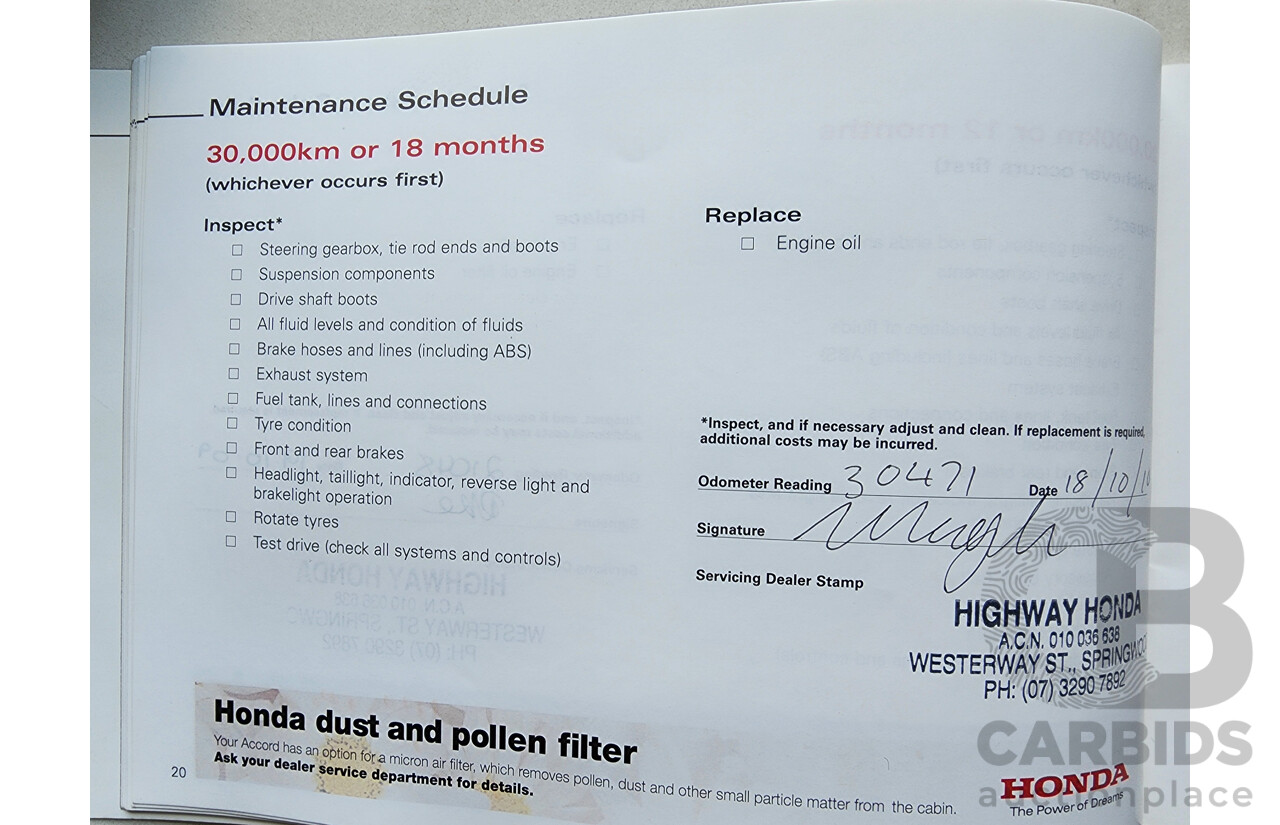 Maintenance Schedule
30,000km or 18 months
(whichever occurs first)
Inspect*
Steering gearbox, tie rod ends and boots
Suspension components
Drive shaft boots
All fluid levels and condition of fluids
Brake hoses and lines (including ABS)
Exhaust system
Fuel tank, lines and connections
Tyre condition
Front and rear brakes
Headlight, taillight, indicator, reverse light and
brakelight operation
Rotate tyres
Test drive (check all systems and controls)
Replace
Engine oil
*Inspect, and if necessary adjust and clean. If replacement is required,
additional costs may be incurred.
Odometer Reading 30471 Date 18/10/10
Signature
Servicing Dealer Stamp
HIGHWAY HONDA
A.C.N. 010 036 638
WESTERWAY ST., SPRINGWOO
PH: (07) 3290 7892
Honda dust and pollen filter
Your Accord has an option for a micron air filter, which removes pollen, dust and other small particle matter from the cabin.
Ask your dealer service department for details.
20
HONDA
The Power of Dreams
CARBIDS
auctionplace